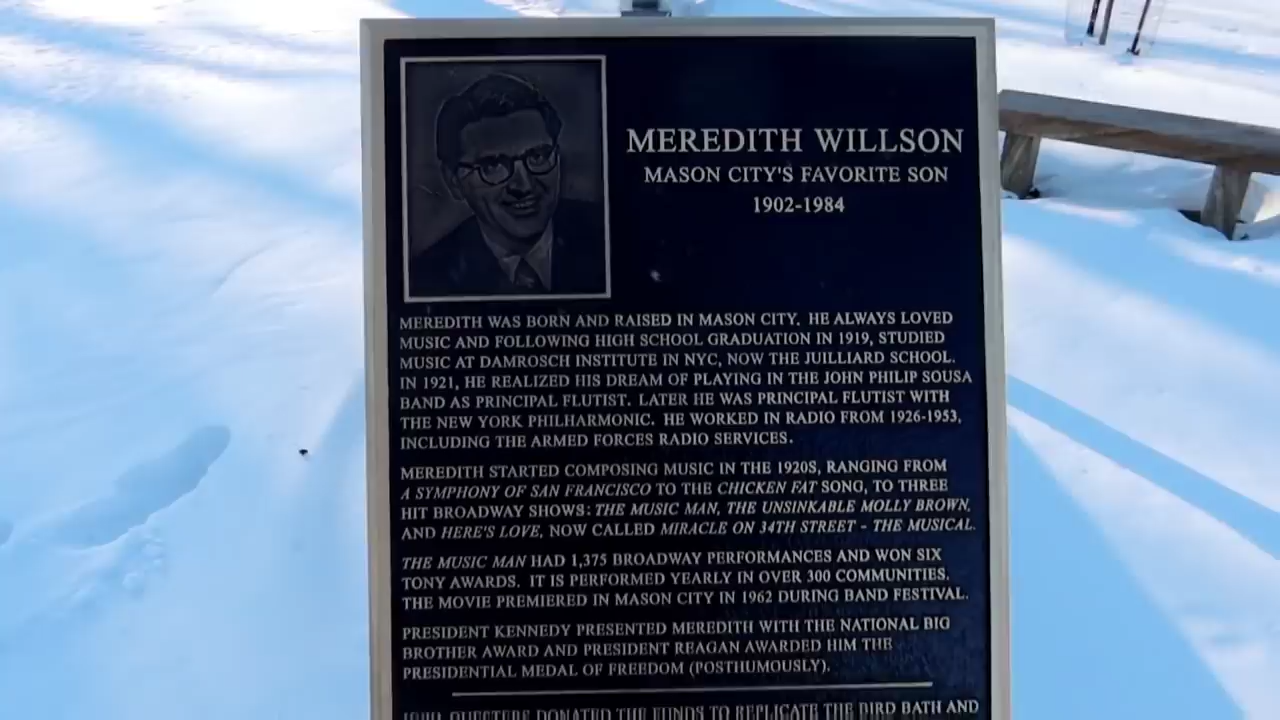 MEREDITH WILLSON
MASON CITY'S FAVORITE SON
1902-1984
MEREDITH WAS BORN AND RAISED IN MASON CITY. HE ALWAYS LOVED
MUSIC AND FOLLOWING HIGH SCHOOL GRADUATION IN 1919, STUDIED
MUSIC AT DAMROSCH INSTITUTE IN NYC, NOW THE JUILLIARD SCHOOL.
IN 1921, HE REALIZED HIS DREAM OF PLAYING IN THE JOHN PHILIP SOUSA
BAND AS PRINCIPAL FLUTIST. LATER HE WAS PRINCIPAL FLUTIST WITH
THE NEW YORK PHILHARMONIC. HE WORKED IN RADIO FROM 1926-1953,
INCLUDING THE ARMED FORCES RADIO SERVICES.
MEREDITH STARTED COMPOSING MUSIC IN THE 1920S, RANGING FROM
A SYMPHONY OF SAN FRANCISCO TO THE CHICKEN FAT SONG, TO THREE
HIT BROADWAY SHOWS: THE MUSIC MAN, THE UNSINKABLE MOLLY BROWN,
AND HERE'S LOVE, NOW CALLED MIRACLE ON 34TH STREET - THE MUSICAL.
THE MUSIC MAN HAD 1,375 BROADWAY PERFORMANCES AND WON SIX
TONY AWARDS. IT IS PERFORMED YEARLY IN OVER 300 COMMUNITIES.
THE MOVIE PREMIERED IN MASON CITY IN 1962 DURING BAND FESTIVAL.
PRESIDENT KENNEDY PRESENTED MEREDITH WITH THE NATIONAL BIG
BROTHER AWARD AND PRESIDENT REAGAN AWARDED HIM THE
PRESIDENTIAL MEDAL OF FREEDOM (POSTHUMOUSLY).
QUESTERS DONATED THE FUNDS TO REPLICATE THE BIRD BATH AND